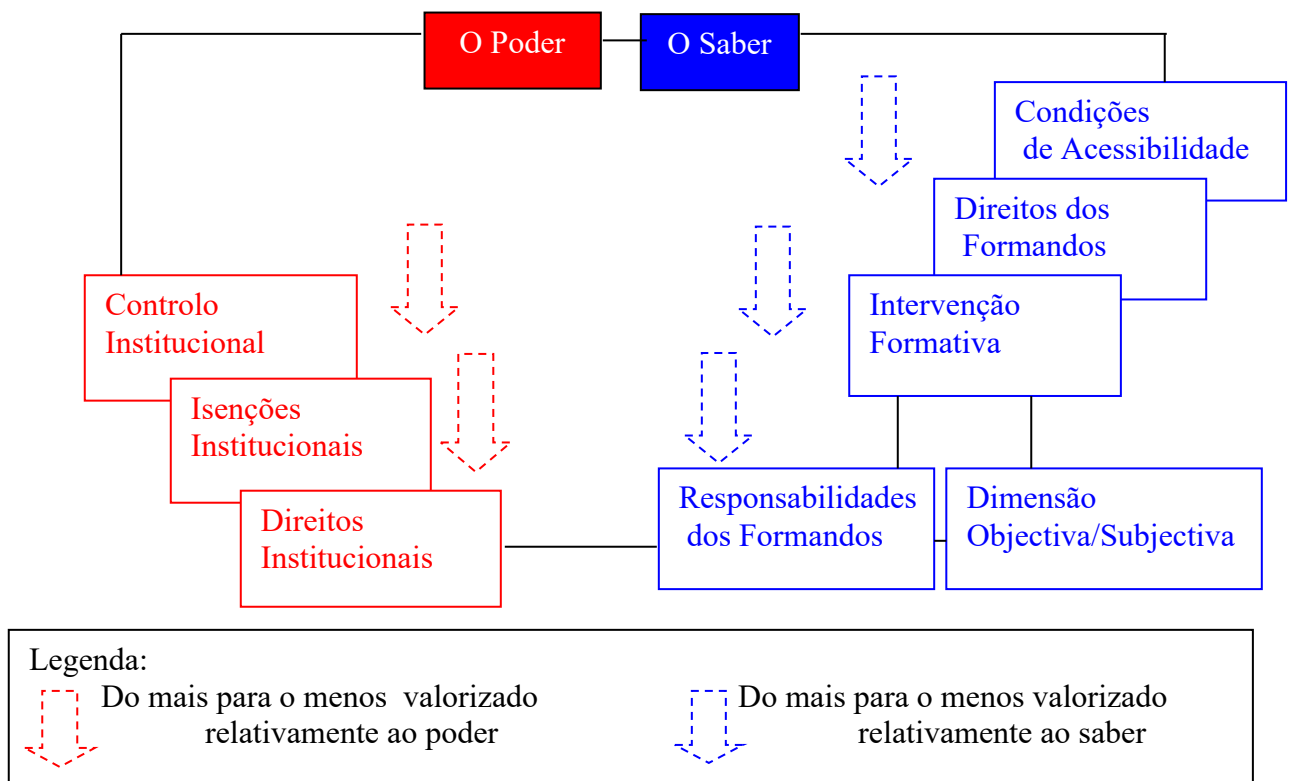 O Poder
O Saber
Condições
de Acessibilidade
Direitos dos
Formandos
Intervenção
Formativa
Controlo
Institucional
Isenções
Institucionais
Direitos
Institucionais
Responsabilidades
dos Formandos
Dimensão
Objectiva/Subjectiva
Legenda:
Do mais para o menos valorizado
relativamente ao poder
Do mais para o menos valorizado
relativamente ao saber